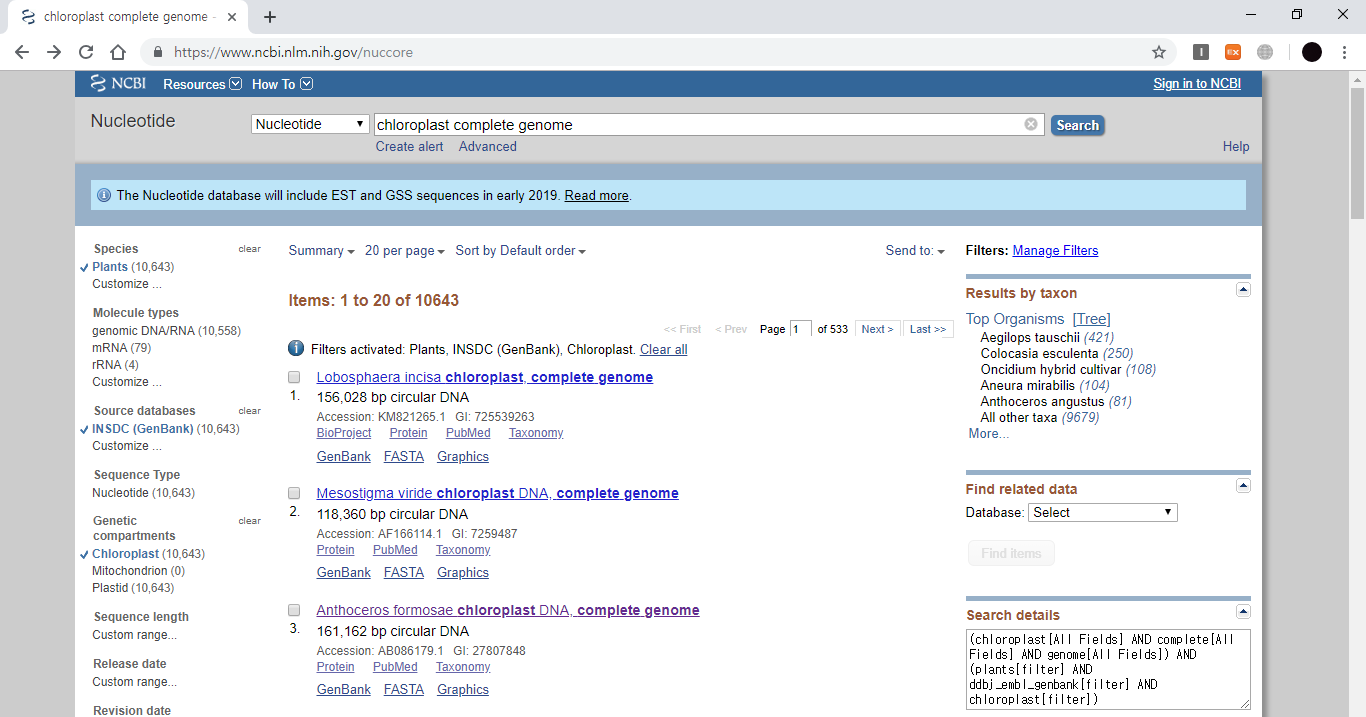 chloroplast complete genome -
https://www.ncbi.nlm.nih.gov/nuccore
NCBI Resources How To Sign in to NCBI
Nucleotide Nucleotide chloroplast complete genome Search
Create alert Advanced Help
The Nucleotide database will include EST and GSS sequences in early 2019. Read more.
Species clear
Plants (10,643)
Customize ...
Molecule types
genomic DNA/RNA (10,558)
mRNA (79)
rRNA (4)
Customize ...
Source databases clear
INSDC (GenBank) (10,643)
Customize ...
Sequence Type
Nucleotide (10,643)
Genetic
compartments clear
Chloroplast (10,643)
Mitochondrion (0)
Plastid (10,643)
Sequence length
Custom range...
Release date
Custom range...
Revision date
Summary 20 per page Sort by Default order Send to:
Items: 1 to 20 of 10643
<< First < Prev Page 1 of 533 Next > Last >>
Filters activated: Plants, INSDC (GenBank), Chloroplast. Clear all
Lobosphaera incisa chloroplast, complete genome
1. 156,028 bp circular DNA
Accession: KM821265.1 GI: 725539263
BioProject Protein PubMed Taxonomy
GenBank FASTA Graphics
Mesostigma viride chloroplast DNA, complete genome
2. 118,360 bp circular DNA
Accession: AF166114.1 GI: 7259487
Protein PubMed Taxonomy
GenBank FASTA Graphics
Anthoceros formosae chloroplast DNA, complete genome
3. 161,162 bp circular DNA
Accession: AB086179.1 GI: 27807848
Protein PubMed Taxonomy
GenBank FASTA Graphics
Filters: Manage Filters
Results by taxon
Top Organisms [Tree]
Aegilops tauschii (421)
Colocasia esculenta (250)
Oncidium hybrid cultivar (108)
Aneura mirabilis (104)
Anthoceros angustus (81)
All other taxa (9679)
More...
Find related data
Database: Select
Find items
Search details
(chloroplast[All Fields] AND complete[All
Fields] AND genome[All Fields]) AND
(plants[filter] AND
ddbj_embl_genbank[filter] AND
chloroplast[filter])